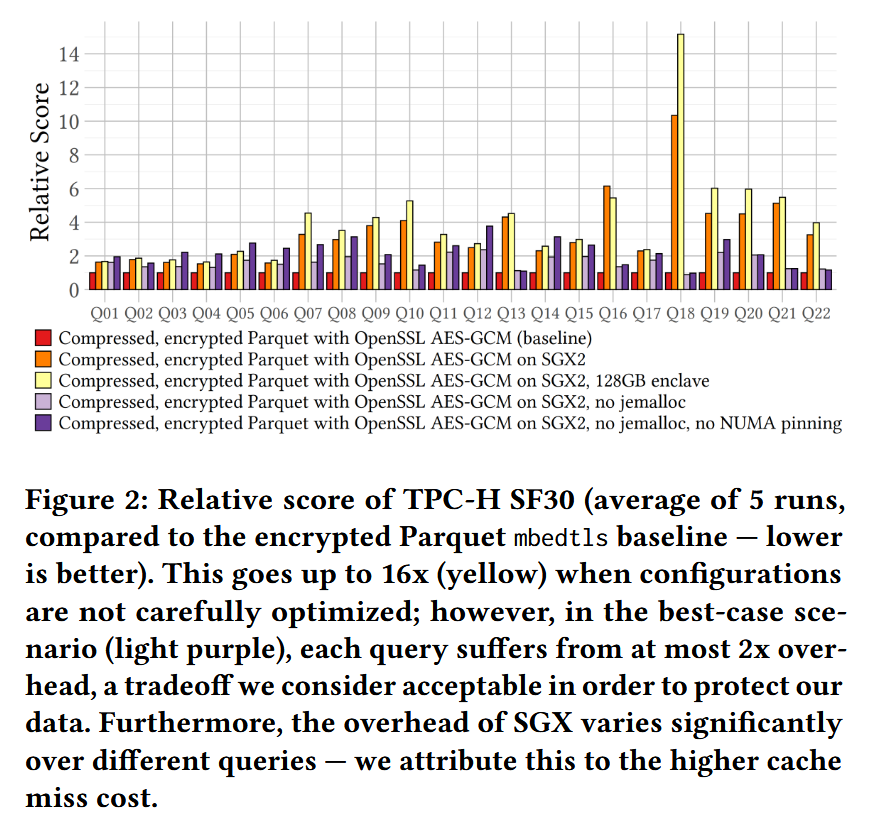 14
12
10
8
6
4
2
0
Relative Score
Q01 Q02 Q03 Q04 Q05 Q06 Q07 Q08 Q09 Q10 Q11 Q12 Q13 Q14 Q15 Q16 Q17 Q18 Q19 Q20 Q21 Q22
Compressed, encrypted Parquet with OpenSSL AES-GCM (baseline)
Compressed, encrypted Parquet with OpenSSL AES-GCM on SGX2
Compressed, encrypted Parquet with OpenSSL AES-GCM on SGX2, 128GB enclave
Compressed, encrypted Parquet with OpenSSL AES-GCM on SGX2, no jemalloc
Compressed, encrypted Parquet with OpenSSL AES-GCM on SGX2, no jemalloc, no NUMA pinning
Figure 2: Relative score of TPC-H SF30 (average of 5 runs,
compared to the encrypted Parquet mbedtls baseline — lower
is better). This goes up to 16x (yellow) when configurations
are not carefully optimized; however, in the best-case sce-
nario (light purple), each query suffers from at most 2x over-
head, a tradeoff we consider acceptable in order to protect our
data. Furthermore, the overhead of SGX varies significantly
over different queries — we attribute this to the higher cache
miss cost.